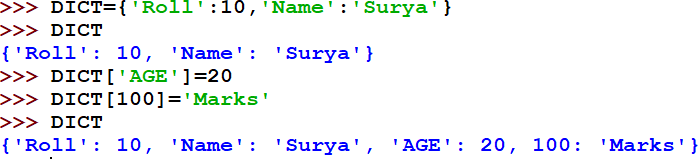 >>> DICT={'Roll':10,'Name':'Surya'}
>>> DICT
{'Roll': 10, 'Name': 'Surya'}
>>> DICT['AGE']=20
>>> DICT[100]='Marks'
>>> DICT
{'Roll': 10, 'Name': 'Surya', 'AGE': 20, 100: 'Marks'}